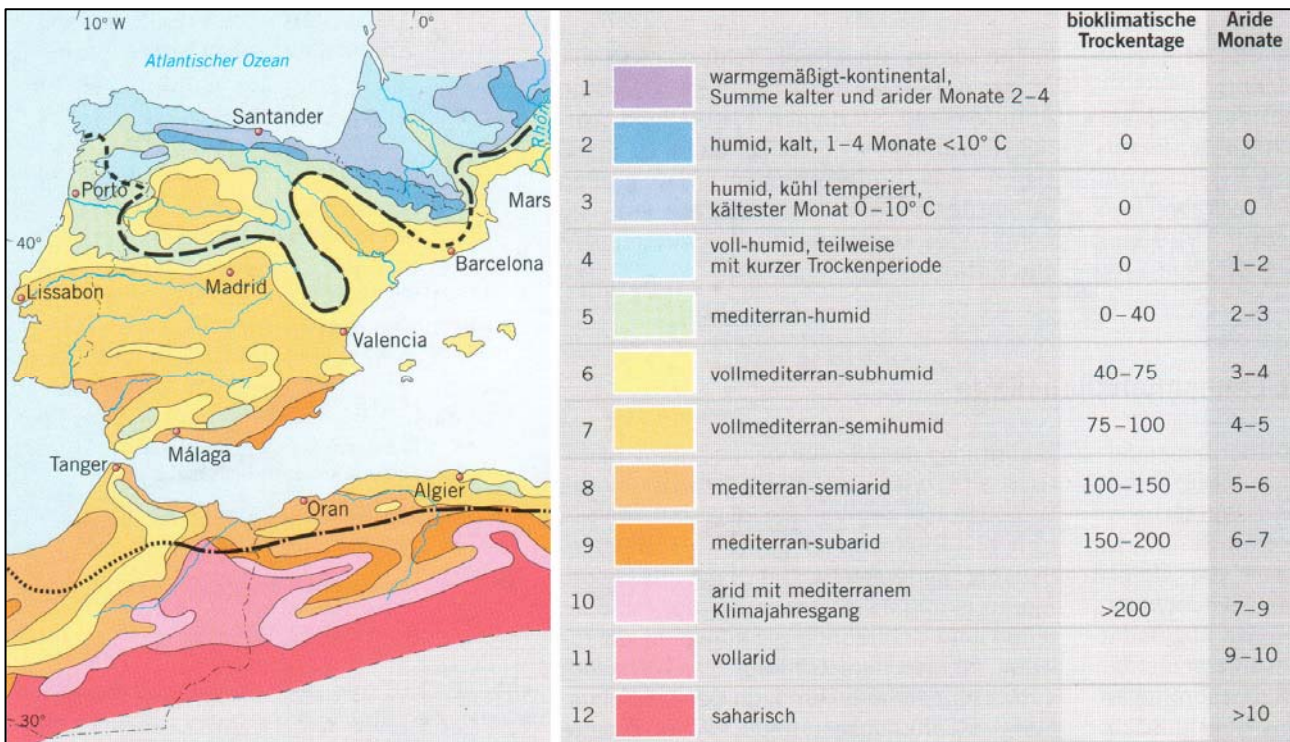 10° W
0°
Atlantischer Ozean
Santander
Rhône
Porto
Mars
40°
Barcelona
Madrid
Lissabon
Valencia
Málaga
Tanger
Algier
Oran
30°
bioklimatische Trockentage
Aride Monate
1 warmgemäßigt-kontinental,
Summe kalter und arider Monate 2–4
2 humid, kalt, 1–4 Monate <10° C 0 0
3 humid, kühl temperiert,
kältester Monat 0–10° C 0 0
4 voll-humid, teilweise
mit kurzer Trockenperiode 0 1–2
5 mediterran-humid 0–40 2–3
6 vollmediterran-subhumid 40–75 3–4
7 vollmediterran-semihumid 75–100 4–5
8 mediterran-semiarid 100–150 5–6
9 mediterran-subarid 150–200 6–7
10 arid mit mediterranem
Klimajahresgang >200 7–9
11 vollarid 9–10
12 saharisch >10